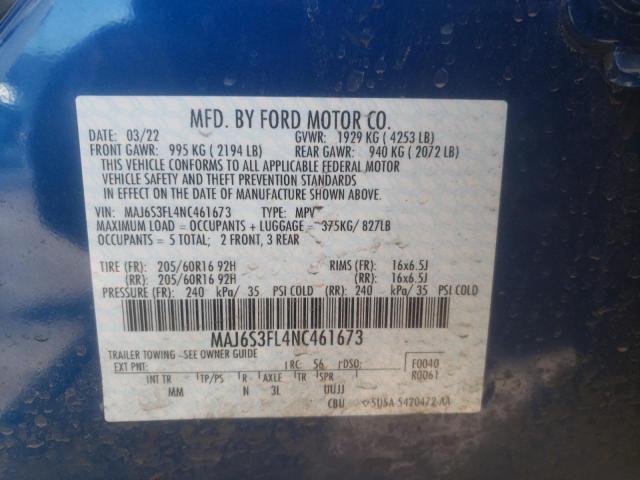 MFD. BY FORD MOTOR CO.
DATE: 03/22 GVWR: 1929 KG ( 4253 LB)
FRONT GAWR: 995 KG ( 2194 LB) REAR GAWR: 940 KG ( 2072 LB)
THIS VEHICLE CONFORMS TO ALL APPLICABLE FEDERAL MOTOR
VEHICLE SAFETY AND THEFT PREVENTION STANDARDS
IN EFFECT ON THE DATE OF MANUFACTURE SHOWN ABOVE.
VIN: MAJ6S3FL4NC461673 TYPE: MPV
MAXIMUM LOAD = OCCUPANTS + LUGGAGE = 375KG/ 827LB
OCCUPANTS = 5 TOTAL; 2 FRONT, 3 REAR
TIRE (FR): 205/60R16 92H RIMS (FR): 16x6.5J
(RR): 205/60R16 92H (RR): 16x6.5J
PRESSURE (FR): 240 kPa/ 35 PSI COLD (RR): 240 kPa/ 35 PSI COLD
MAJ6S3FL4NC461673
TRAILER TOWING - SEE OWNER GUIDE
EXT PNT: RC: 56 DSO: F0040
R0061
INT TR TP/PS R AXLE TR SPR
MM N 3L UUJJ
CBU 5U5A-5420472-AA